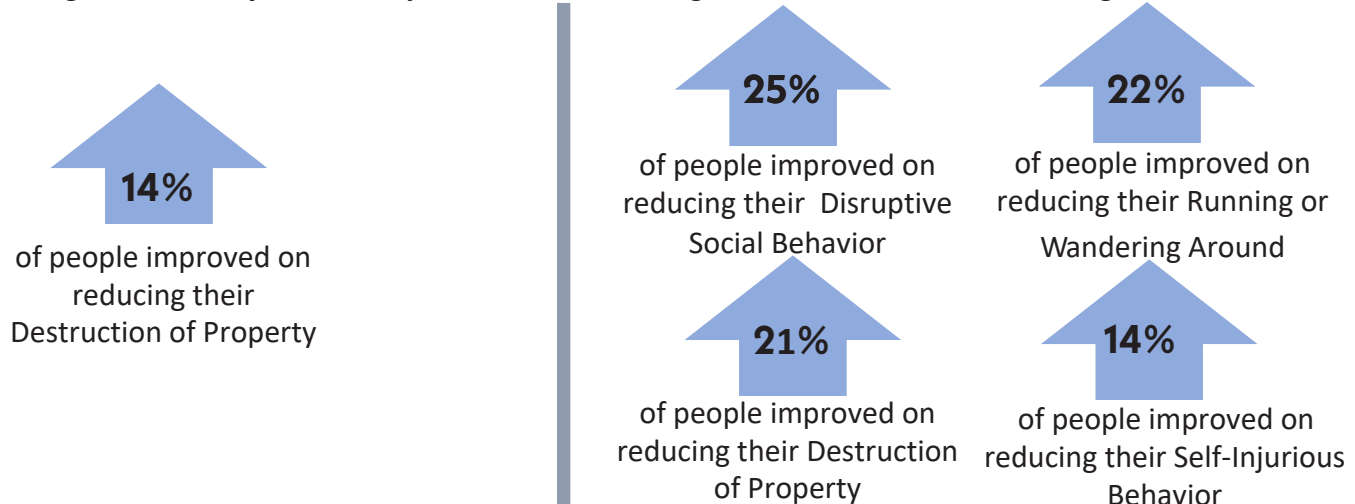 14%
of people improved on
reducing their
Destruction of Property
25%
of people improved on
reducing their Disruptive
Social Behavior
22%
of people improved on
reducing their Running or
Wandering Around
21%
of people improved on
reducing their Destruction
of Property
14%
of people improved on
reducing their Self-Injurious
Behavior